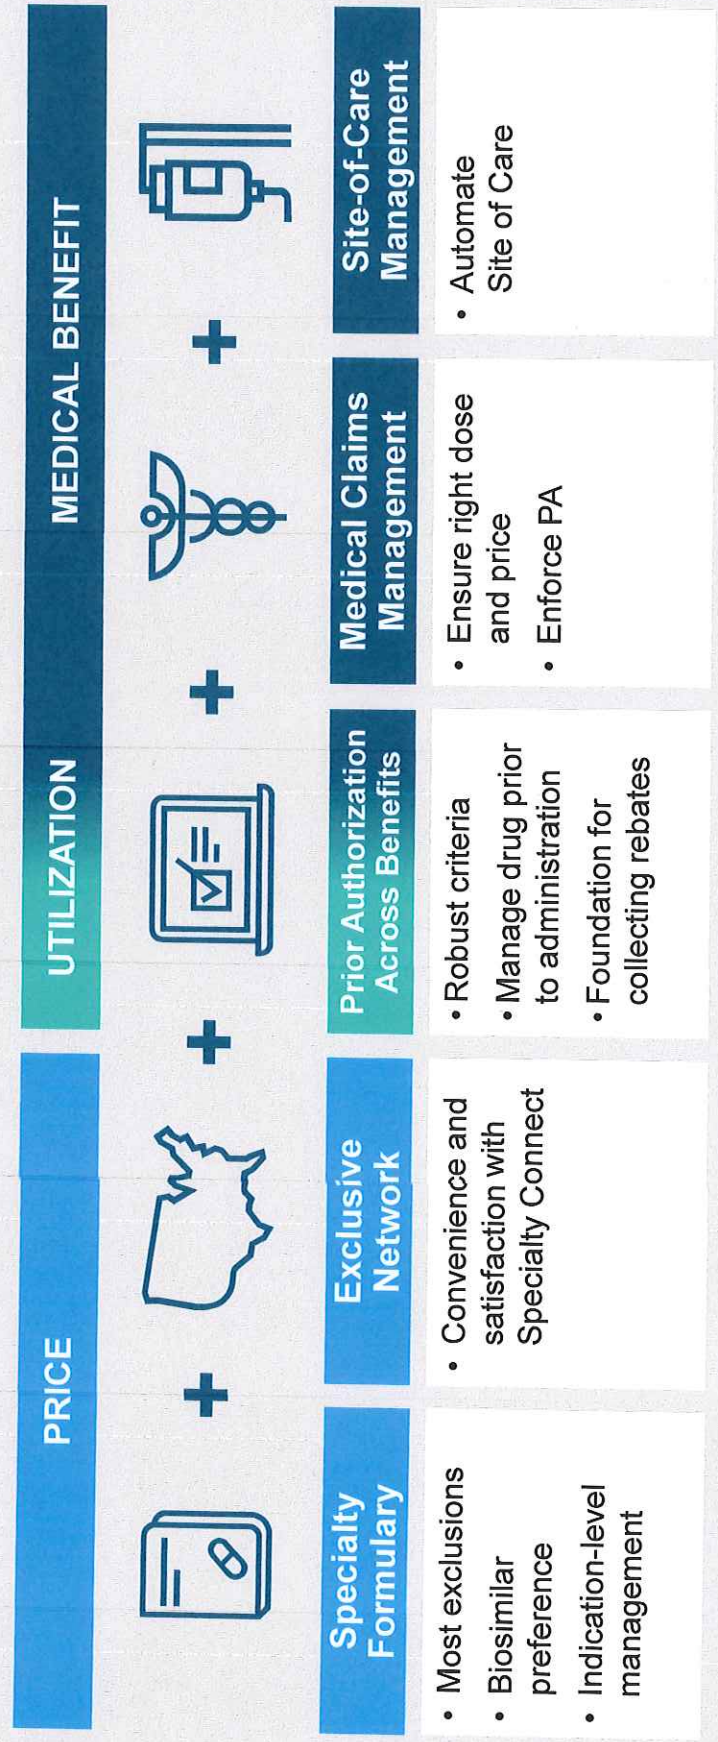 PRICE
UTILIZATION
MEDICAL BENEFIT
Specialty
Formulary
• Most exclusions
• Biosimilar
preference
• Indication-level
management
Exclusive
Network
• Convenience and
satisfaction with
Specialty Connect
Prior Authorization
Across Benefits
• Robust criteria
• Manage drug prior
to administration
• Foundation for
collecting rebates
Medical Claims
Management
• Ensure right dose
and price
• Enforce PA
Site-of-Care
Management
• Automate
Site of Care